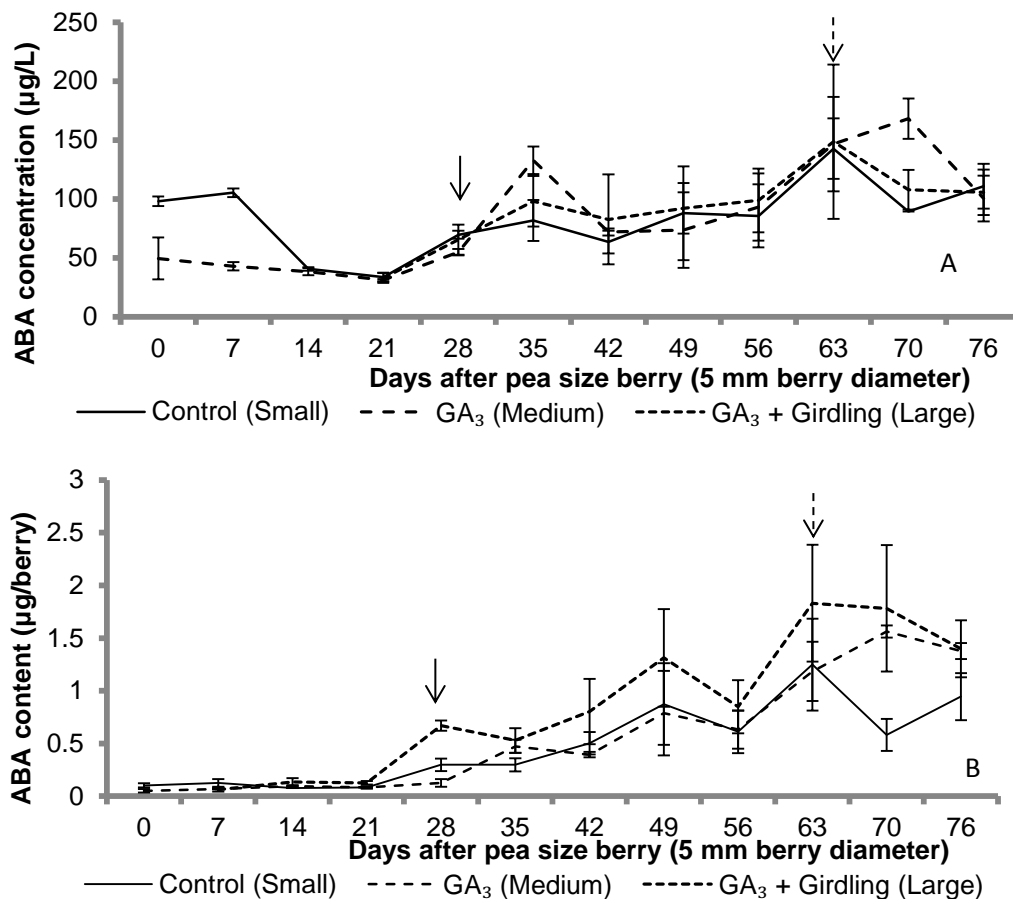 250
200
150
100
50
0
ABA concentration (µg/L)
A
0 7 14 21 28 35 42 49 56 63 70 76
Days after pea size berry (5 mm berry diameter)
Control (Small) GA₃ (Medium) GA₃ + Girdling (Large)
3
2.5
2
1.5
1
0.5
0
ABA content (µg/berry)
B
0 7 14 21 28 35 42 49 56 63 70 76
Days after pea size berry (5 mm berry diameter)
Control (Small) GA₃ (Medium) GA₃ + Girdling (Large)